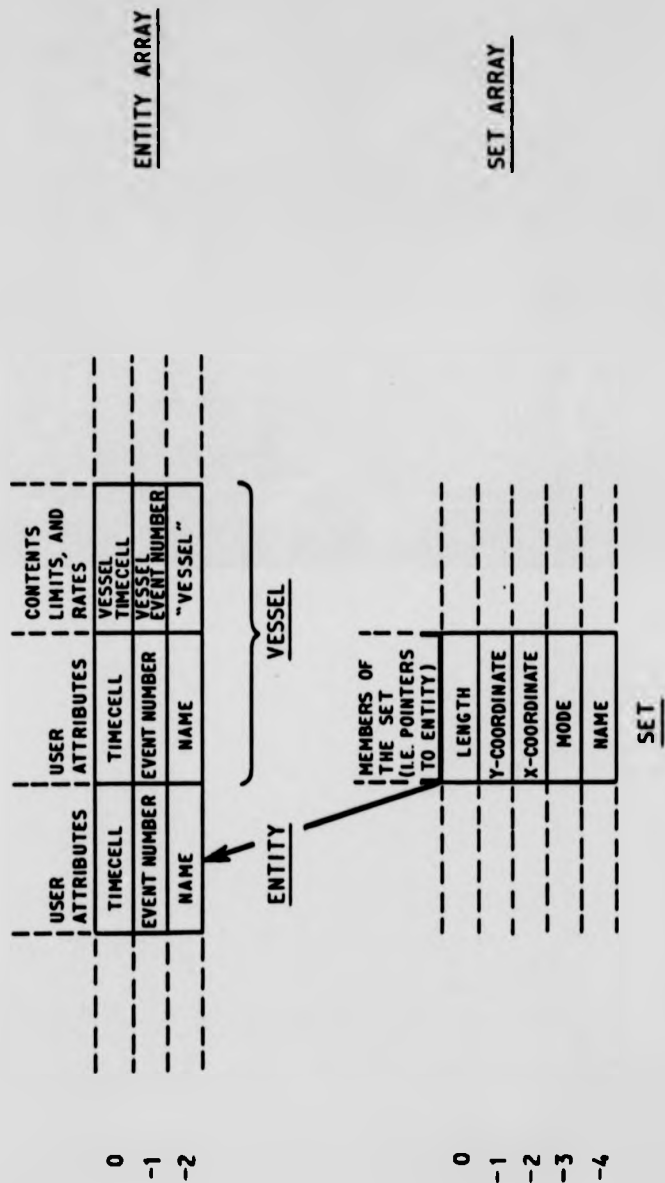 USER
ATTRIBUTES
USER
ATTRIBUTES
CONTENTS
LIMITS, AND
RATES
0
TIMECELL
TIMECELL
VESSEL
TIMECELL
-1
EVENT NUMBER
EVENT NUMBER
VESSEL
EVENT NUMBER
-2
NAME
NAME
"VESSEL"
ENTITY
VESSEL
ENTITY ARRAY
MEMBERS OF
THE SET
(I.E. POINTERS
TO ENTITY)
0
LENGTH
-1
Y-COORDINATE
-2
X-COORDINATE
-3
MODE
-4
NAME
SET
SET ARRAY